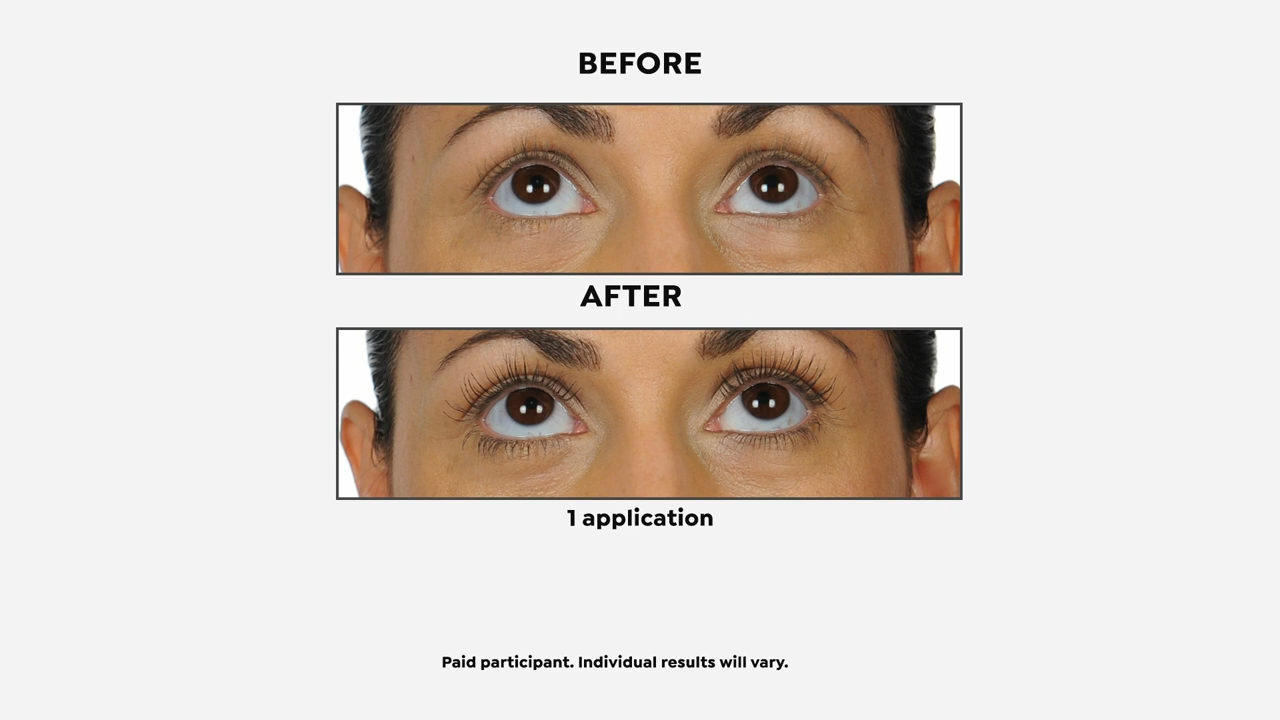 BEFORE
AFTER
1 application
Paid participant. Individual results will vary.